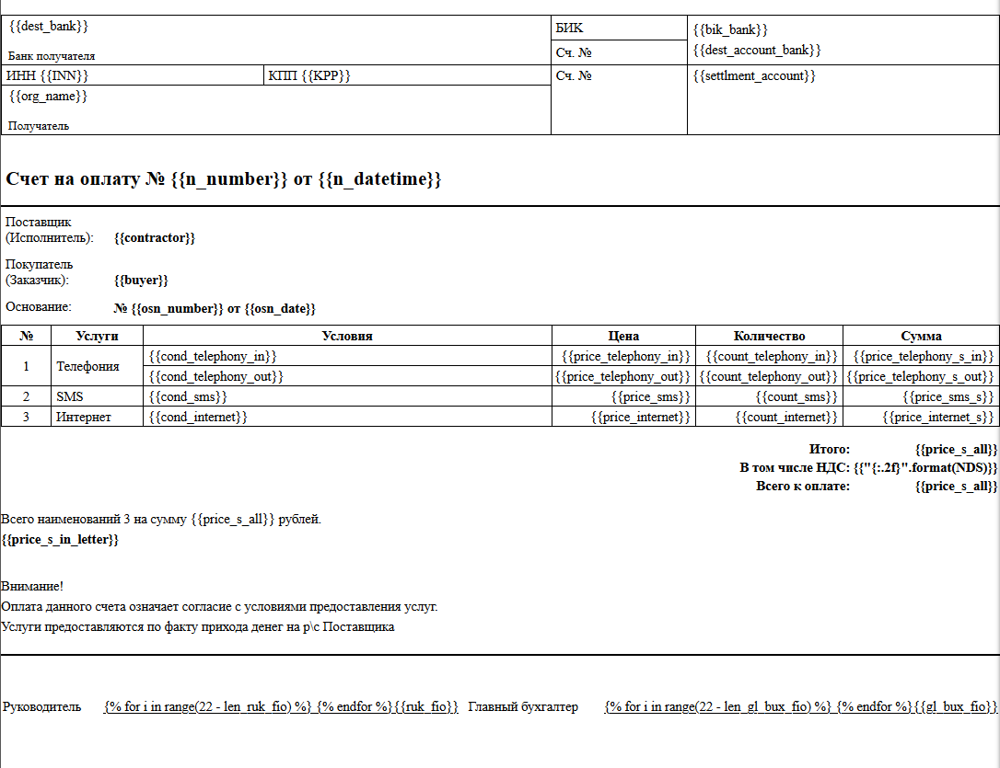 {{dest_bank}}
Банк получателя
БИК {{bik_bank}}
Сч. № {{dest_account_bank}}
ИНН {{INN}} КПП {{KPP}} Сч. № {{settlment_account}}
{{org_name}}
Получатель
Счет на оплату № {{n_number}} от {{n_datetime}}
Поставщик
(Исполнитель): {{contractor}}
Покупатель
(Заказчик): {{buyer}}
Основание: № {{osn_number}} от {{osn_date}}
№ Услуги Условия Цена Количество Сумма
1 Телефония {{cond_telephony_in}} {{price_telephony_in}} {{count_telephony_in}} {{price_telephony_s_in}}
{{cond_telephony_out}} {{price_telephony_out}} {{count_telephony_out}} {{price_telephony_s_out}}
2 SMS {{cond_sms}} {{price_sms}} {{count_sms}} {{price_sms_s}}
3 Интернет {{cond_internet}} {{price_internet}} {{count_internet}} {{price_internet_s}}
Итого: {{price_s_all}}
В том числе НДС: {{"{:.2f}".format(NDS)}}
Всего к оплате: {{price_s_all}}
Всего наименований 3 на сумму {{price_s_all}} рублей.
{{price_s_in_letter}}
Внимание!
Оплата данного счета означает согласие с условиями предоставления услуг.
Услуги предоставляются по факту прихода денег на р\с Поставщика
Руководитель {% for i in range(22 - len_ruk_fio) %} {% endfor %}{{ruk_fio}} Главный бухгалтер {% for i in range(22 - len_gl_bux_fio) %} {% endfor %}{{gl_bux_fio}}